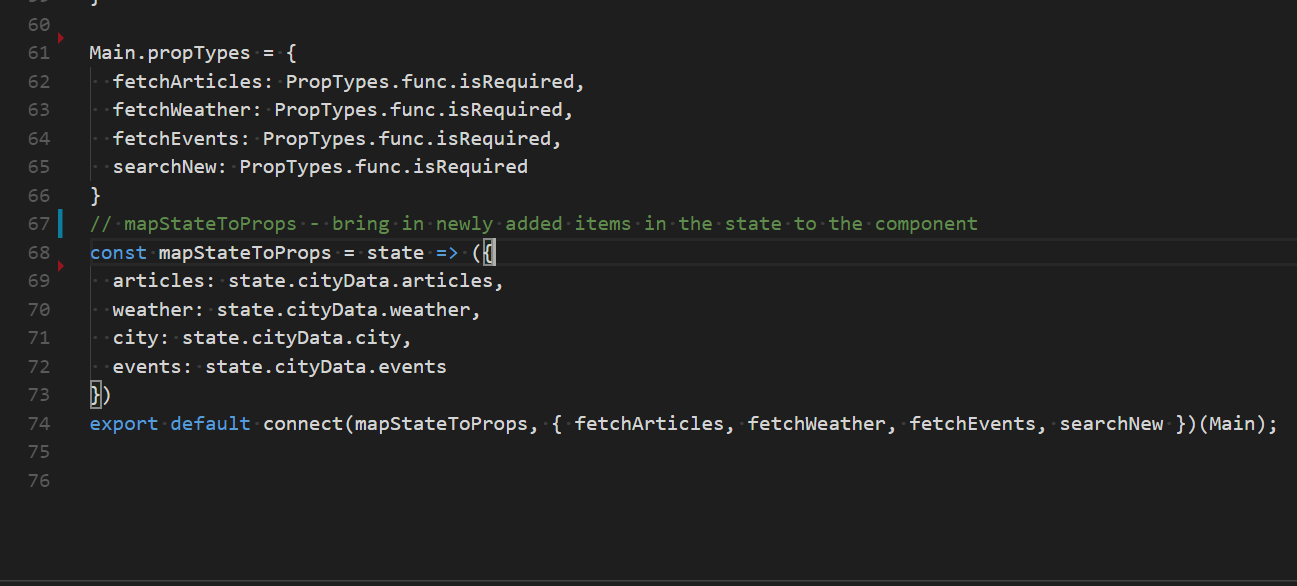 59 }
60
61 Main.propTypes = {
62 fetchArticles: PropTypes.func.isRequired,
63 fetchWeather: PropTypes.func.isRequired,
64 fetchEvents: PropTypes.func.isRequired,
65 searchNew: PropTypes.func.isRequired
66 }
67 // mapStateToProps - bring in newly added items in the state to the component
68 const mapStateToProps = state => ({
69 articles: state.cityData.articles,
70 weather: state.cityData.weather,
71 city: state.cityData.city,
72 events: state.cityData.events
73 })
74 export default connect(mapStateToProps, { fetchArticles, fetchWeather, fetchEvents, searchNew })(Main);
75
76